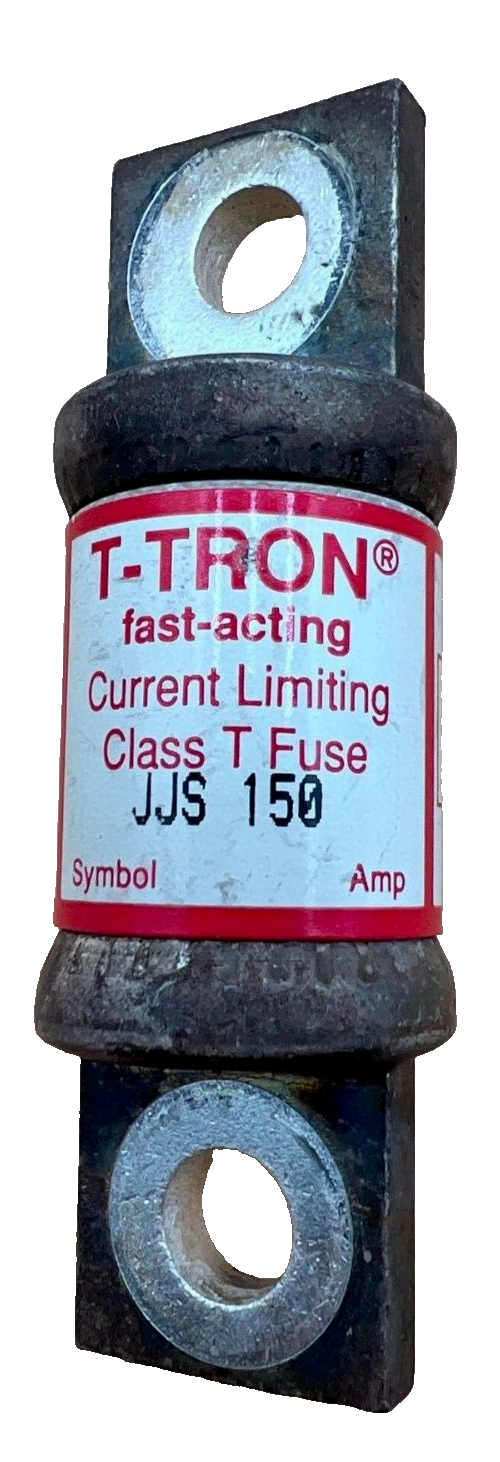 T-TRON®
fast-acting
Current Limiting
Class T Fuse
JJS 150
Symbol Amp